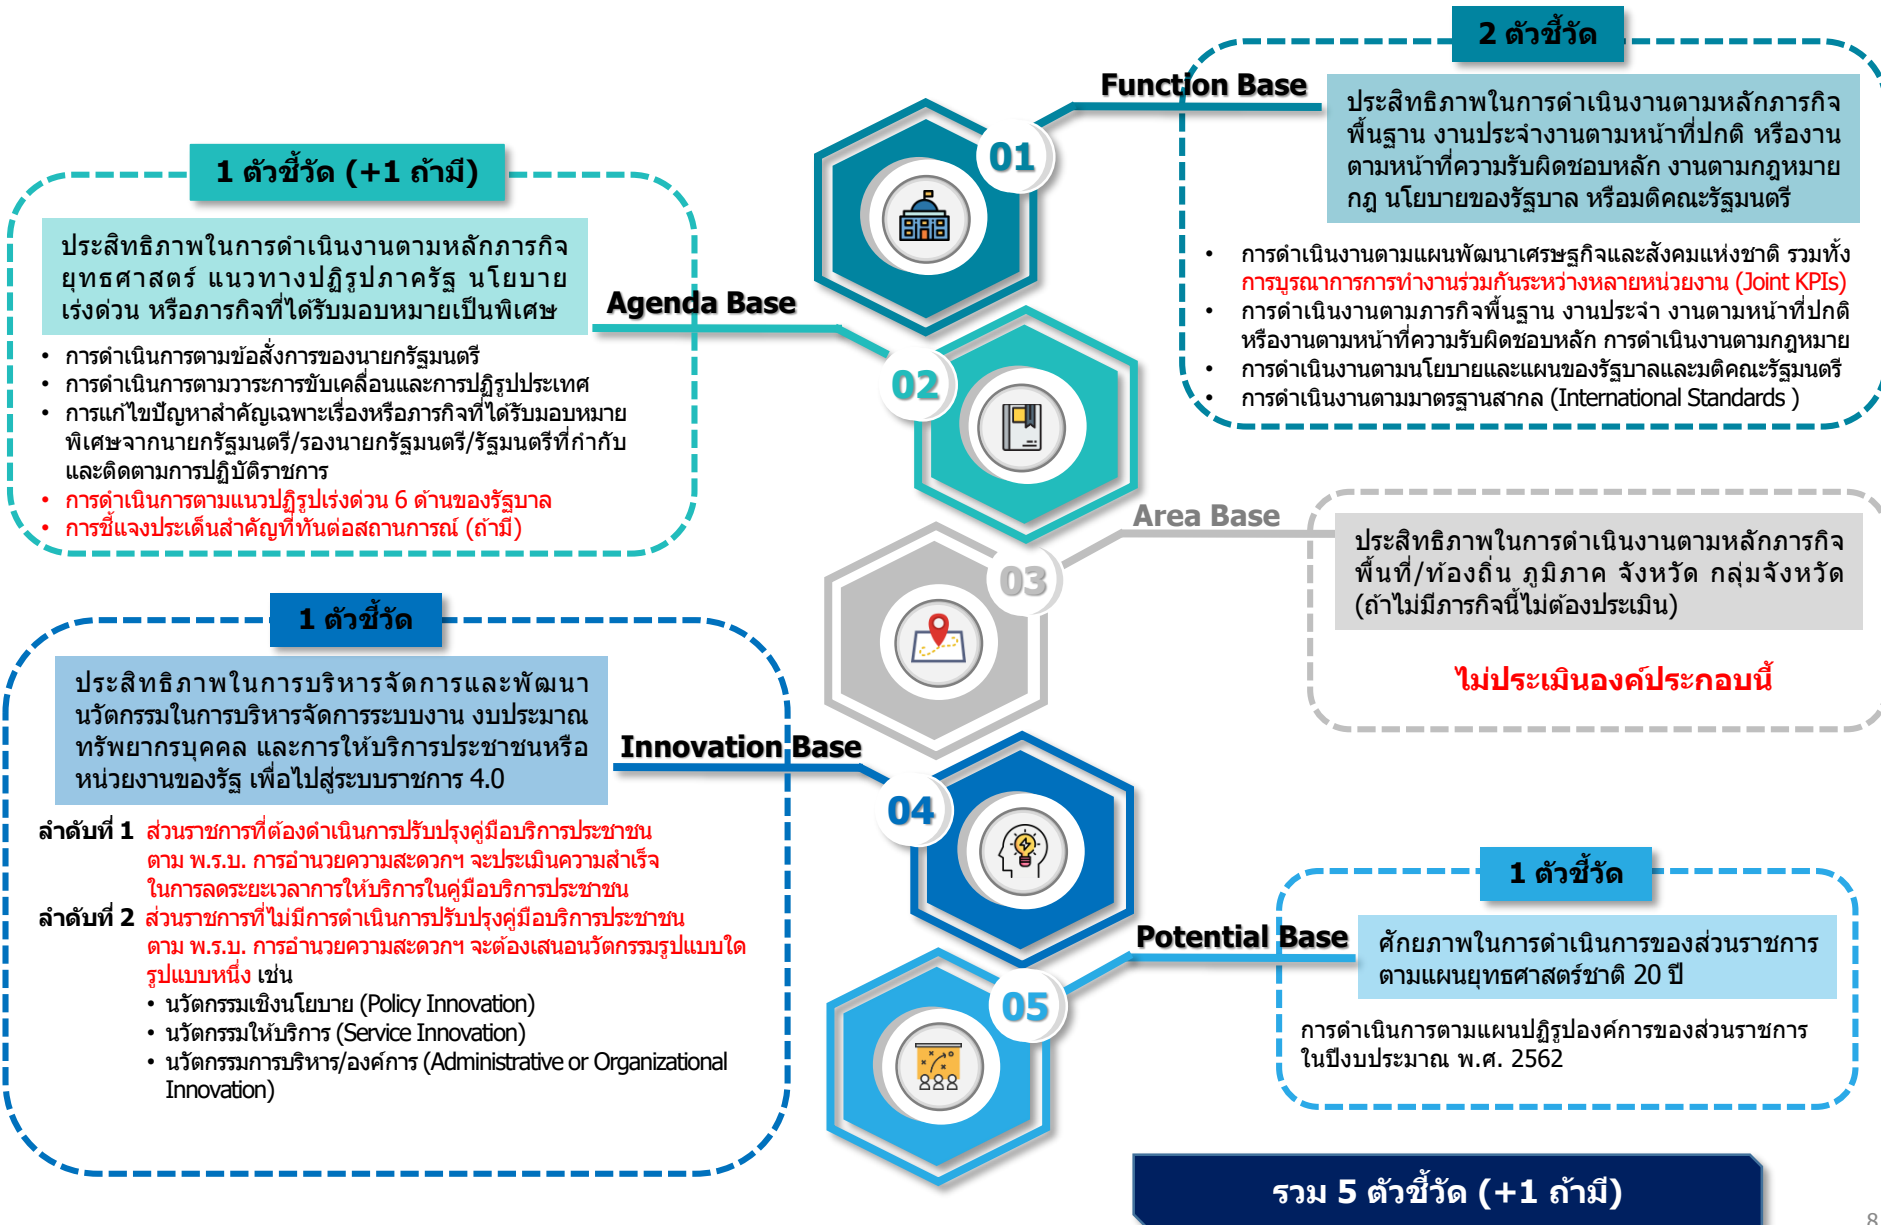 2 ตัวชี้วัด
Function Base
01
ประสิทธิภาพในการดำเนินงานตามหลักภารกิจ
พื้นฐาน งานประจำงานตามหน้าที่ปกติ หรืองาน
ตามหน้าที่ความรับผิดชอบหลัก งานตามกฎหมาย
กฎ นโยบายของรัฐบาล หรือมติคณะรัฐมนตรี
• การดำเนินงานตามแผนพัฒนาเศรษฐกิจและสังคมแห่งชาติ รวมทั้ง
การบูรณาการการทำงานร่วมกันระหว่างหลายหน่วยงาน (Joint KPIs)
• การดำเนินงานตามภารกิจพื้นฐาน งานประจำ งานตามหน้าที่ปกติ
หรืองานตามหน้าที่ความรับผิดชอบหลัก การดำเนินงานตามกฎหมาย
• การดำเนินงานตามนโยบายและแผนของรัฐบาลและมติคณะรัฐมนตรี
• การดำเนินงานตามมาตรฐานสากล (International Standards )
1 ตัวชี้วัด (+1 ถ้ามี)
ประสิทธิภาพในการดำเนินงานตามหลักภารกิจ
ยุทธศาสตร์ แนวทางปฏิรูปภาครัฐ นโยบาย
เร่งด่วน หรือภารกิจที่ได้รับมอบหมายเป็นพิเศษ
Agenda Base
02
• การดำเนินการตามข้อสั่งการของนายกรัฐมนตรี
• การดำเนินการตามวาระการขับเคลื่อนและการปฏิรูปประเทศ
• การแก้ไขปัญหาสำคัญเฉพาะเรื่องหรือภารกิจที่ได้รับมอบหมาย
พิเศษจากนายกรัฐมนตรี/รองนายกรัฐมนตรี/รัฐมนตรีที่กำกับ
และติดตามการปฏิบัติราชการ
• การดำเนินการตามแนวปฏิรูปเร่งด่วน 6 ด้านของรัฐบาล
• การชี้แจงประเด็นสำคัญที่ทันต่อสถานการณ์ (ถ้ามี)
Area Base
03
ประสิทธิภาพในการดำเนินงานตามหลักภารกิจ
พื้นที่/ท้องถิ่น ภูมิภาค จังหวัด กลุ่มจังหวัด
(ถ้าไม่มีภารกิจนี้ไม่ต้องประเมิน)
ไม่ประเมินองค์ประกอบนี้
1 ตัวชี้วัด
ประสิทธิภาพในการบริหารจัดการและพัฒนา
นวัตกรรมในการบริหารจัดการระบบงาน งบประมาณ
ทรัพยากรบุคคล และการให้บริการประชาชนหรือ
หน่วยงานของรัฐ เพื่อไปสู่ระบบราชการ 4.0
Innovation Base
04
ลำดับที่ 1 ส่วนราชการที่ต้องดำเนินการปรับปรุงคู่มือบริการประชาชน
ตาม พ.ร.บ. การอำนวยความสะดวกฯ จะประเมินความสำเร็จ
ในการลดระยะเวลาการให้บริการในคู่มือบริการประชาชน
ลำดับที่ 2 ส่วนราชการที่ไม่มีการดำเนินการปรับปรุงคู่มือบริการประชาชน
ตาม พ.ร.บ. การอำนวยความสะดวกฯ จะต้องเสนอนวัตกรรมรูปแบบใด
รูปแบบหนึ่ง เช่น
• นวัตกรรมเชิงนโยบาย (Policy Innovation)
• นวัตกรรมให้บริการ (Service Innovation)
• นวัตกรรมการบริหาร/องค์การ (Administrative or Organizational
Innovation)
1 ตัวชี้วัด
Potential Base
05
ศักยภาพในการดำเนินการของส่วนราชการ
ตามแผนยุทธศาสตร์ชาติ 20 ปี
การดำเนินการตามแผนปฏิรูปองค์การของส่วนราชการ
ในปีงบประมาณ พ.ศ. 2562
รวม 5 ตัวชี้วัด (+1 ถ้ามี)
8